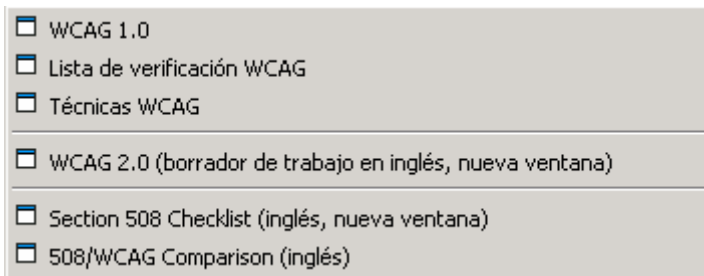 WCAG 1.0
Lista de verificación WCAG
Técnicas WCAG
WCAG 2.0 (borrador de trabajo en inglés, nueva ventana)
Section 508 Checklist (inglés, nueva ventana)
508/WCAG Comparison (inglés)